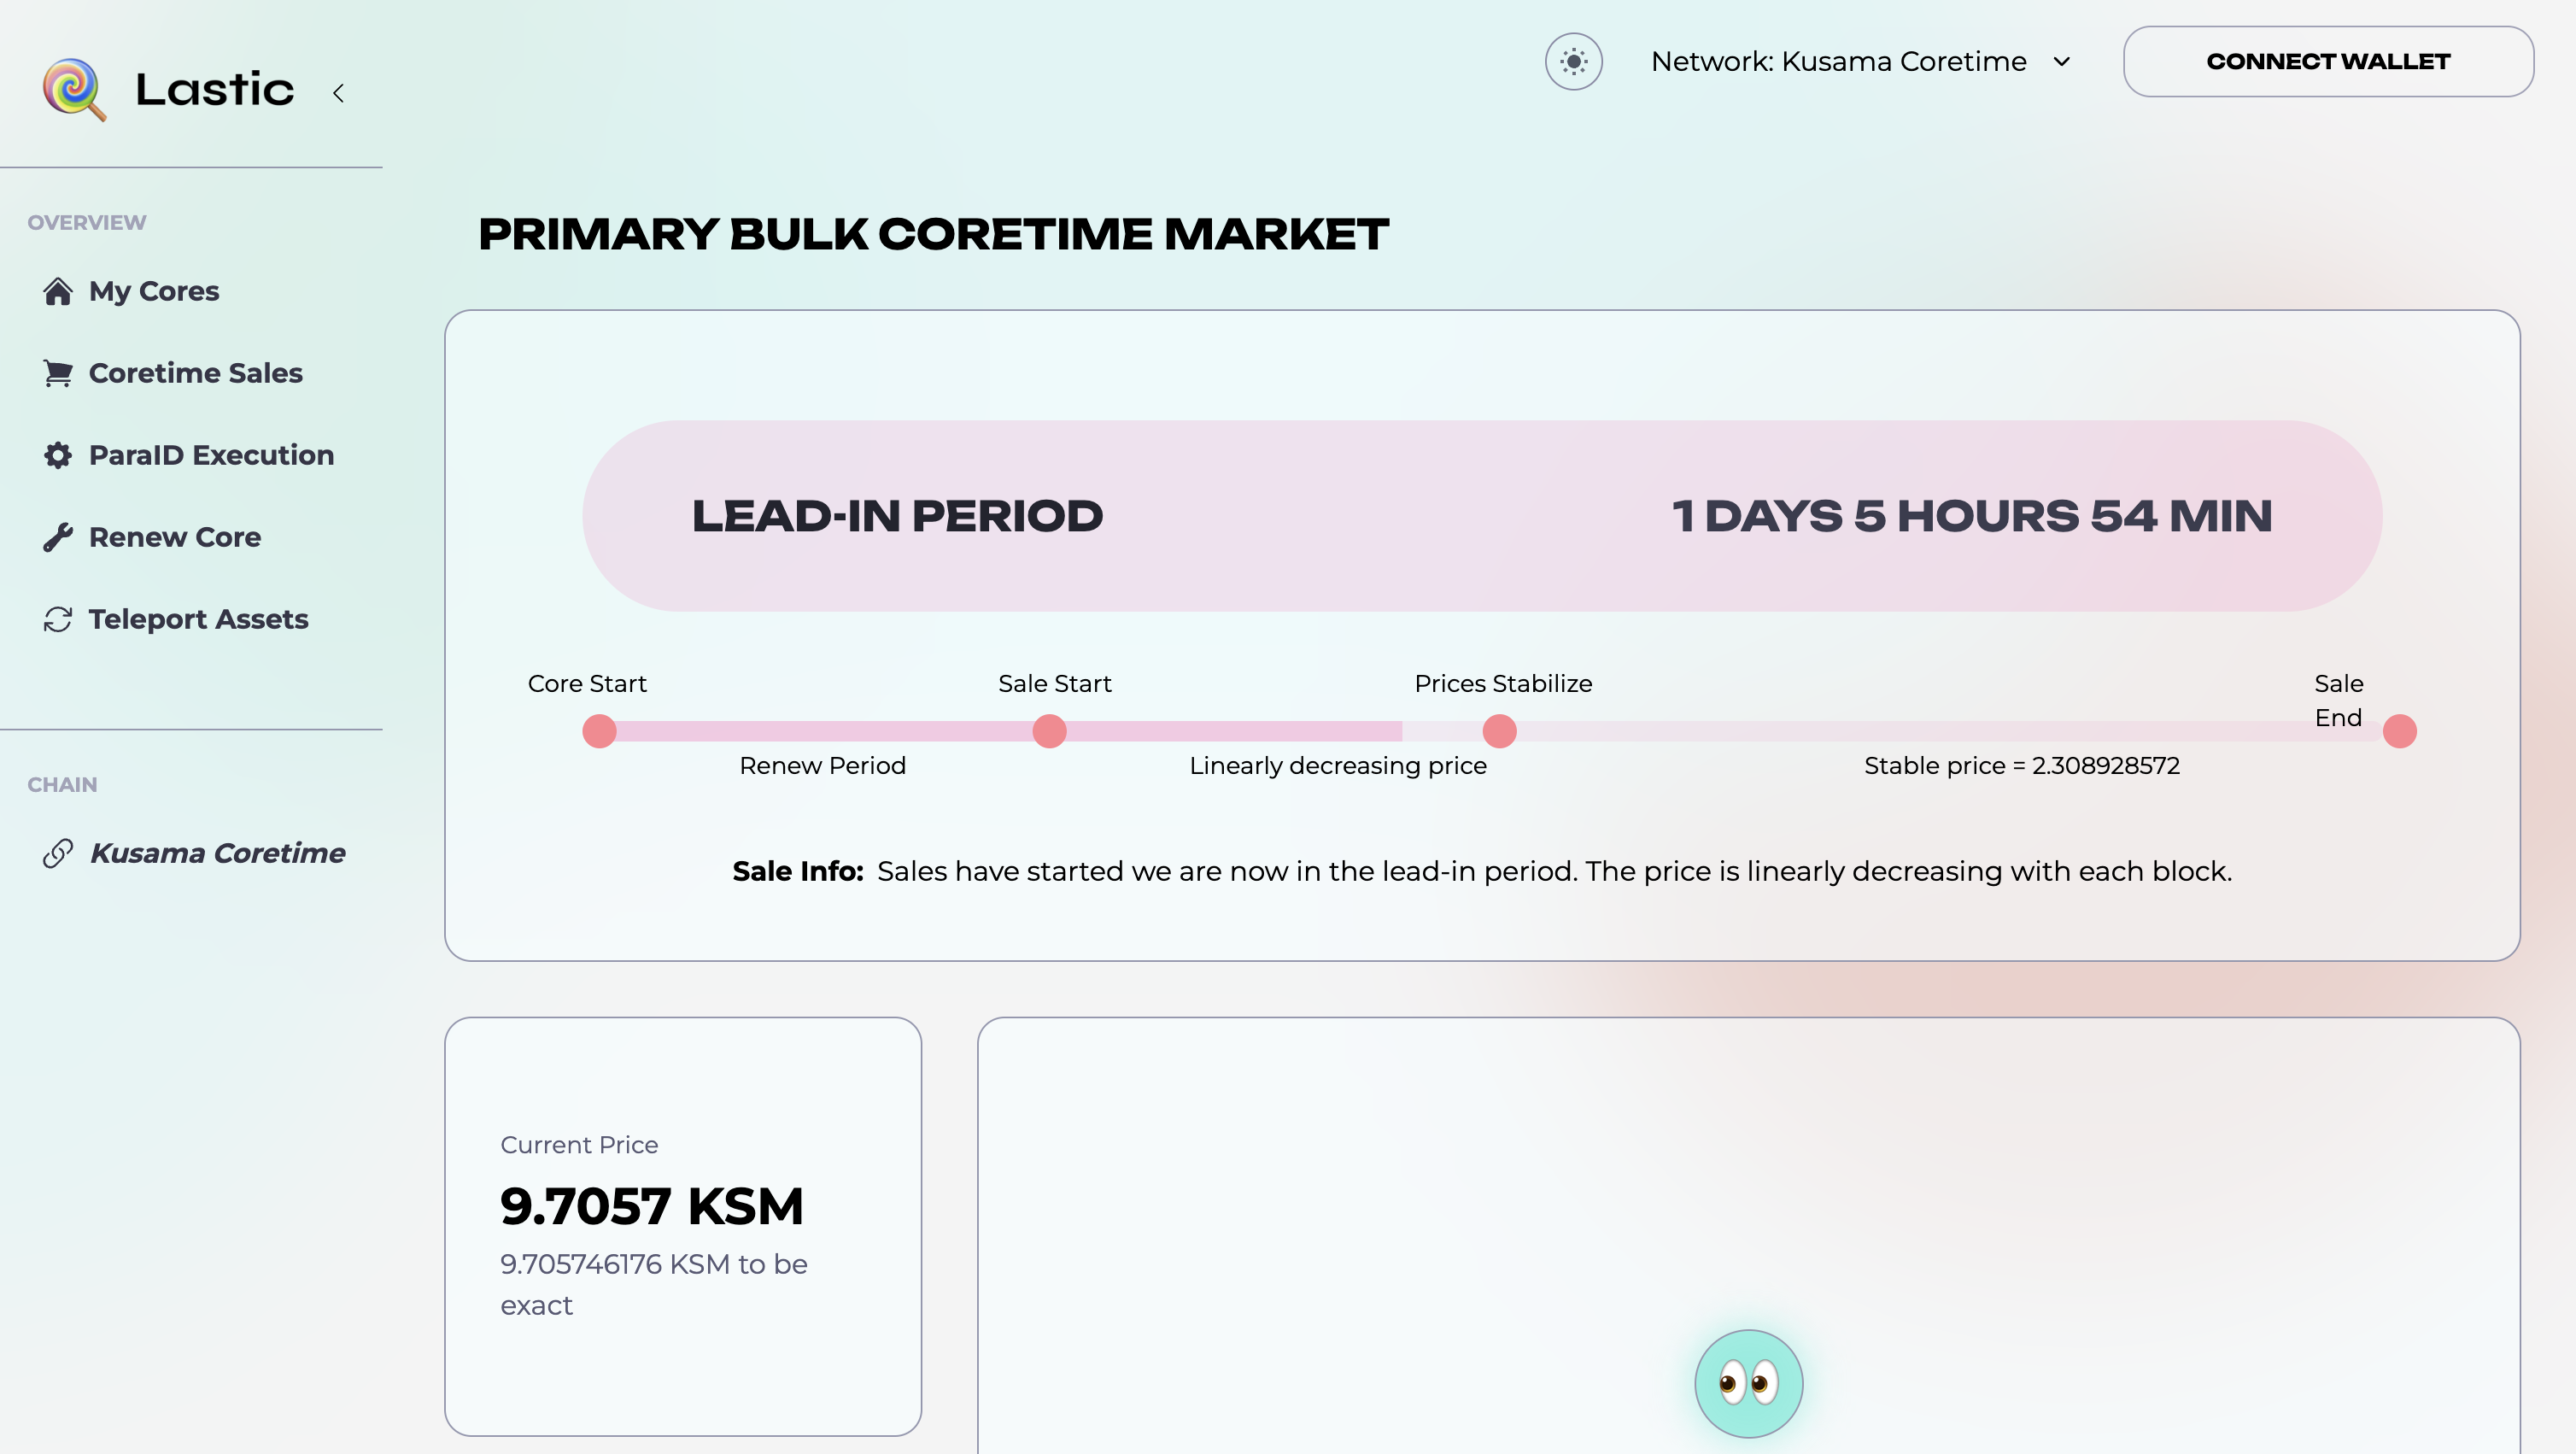 Lastic
Network: Kusama Coretime
CONNECT WALLET
OVERVIEW
My Cores
Coretime Sales
ParaID Execution
Renew Core
Teleport Assets
CHAIN
Kusama Coretime
PRIMARY BULK CORETIME MARKET
LEAD-IN PERIOD
1 DAYS 5 HOURS 54 MIN
Core Start
Sale Start
Prices Stabilize
Sale
End
Renew Period
Linearly decreasing price
Stable price = 2.308928572
Sale Info: Sales have started we are now in the lead-in period. The price is linearly decreasing with each block.
Current Price
9.7057 KSM
9.705746176 KSM to be
exact